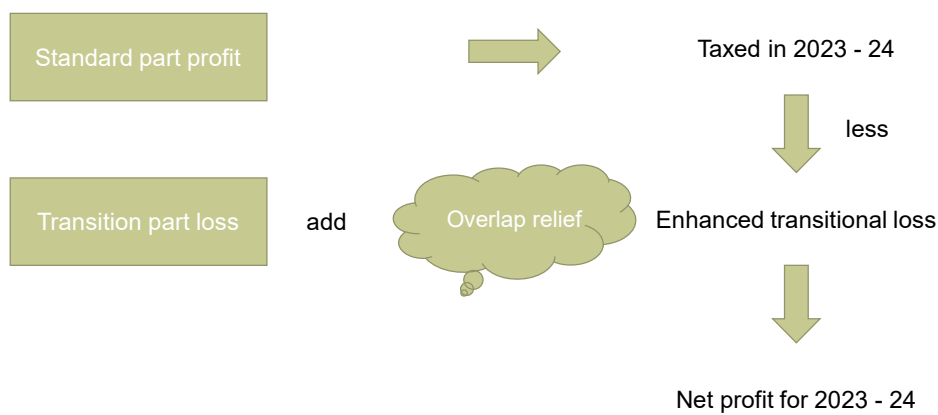 Standard part profit
Taxed in 2023 - 24
less
Transition part loss
add
Overlap relief
Enhanced transitional loss
Net profit for 2023 - 24